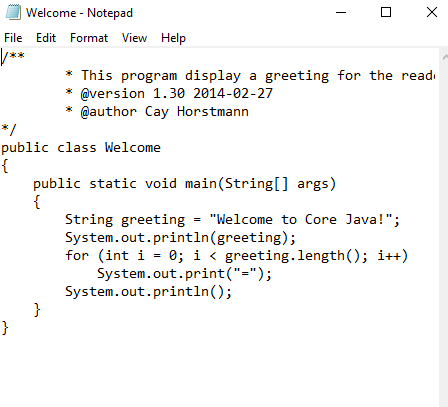 Welcome - Notepad
File Edit Format View Help
/**
        * This program display a greeting for the
        * @version 1.30 2014-02-27
        * @author Cay Horstmann
*/
public class Welcome
{
    public static void main(String[] args)
    {
        String greeting = "Welcome to Core Java!";
        System.out.println(greeting);
        for (int i = 0; i < greeting.length(); i++)
            System.out.print("=");
        System.out.println();
    }
}